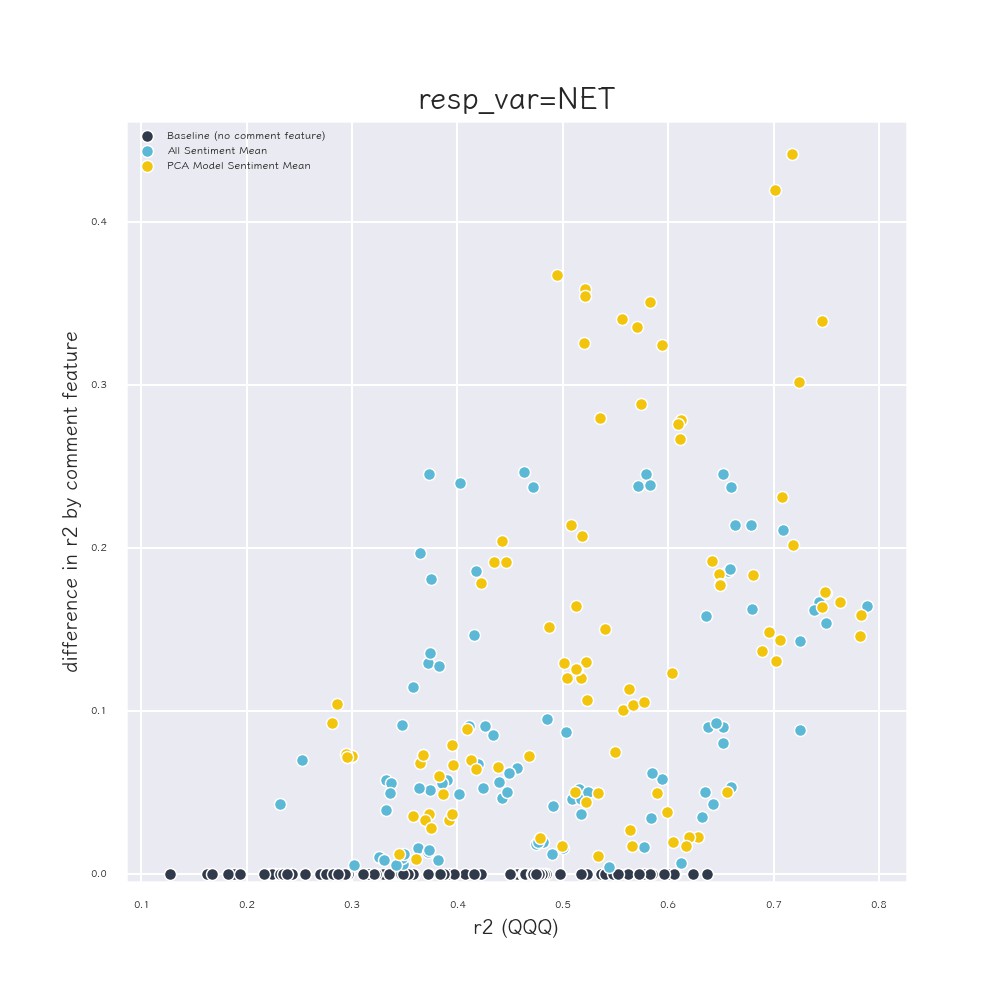 resp_var=NET
Baseline (no comment feature)
All Sentiment Mean
PCA Model Sentiment Mean
difference in r2 by comment feature
0.4
0.3
0.2
0.1
0.0
0.1 0.2 0.3 0.4 0.5 0.6 0.7 0.8
r2 (QQQ)